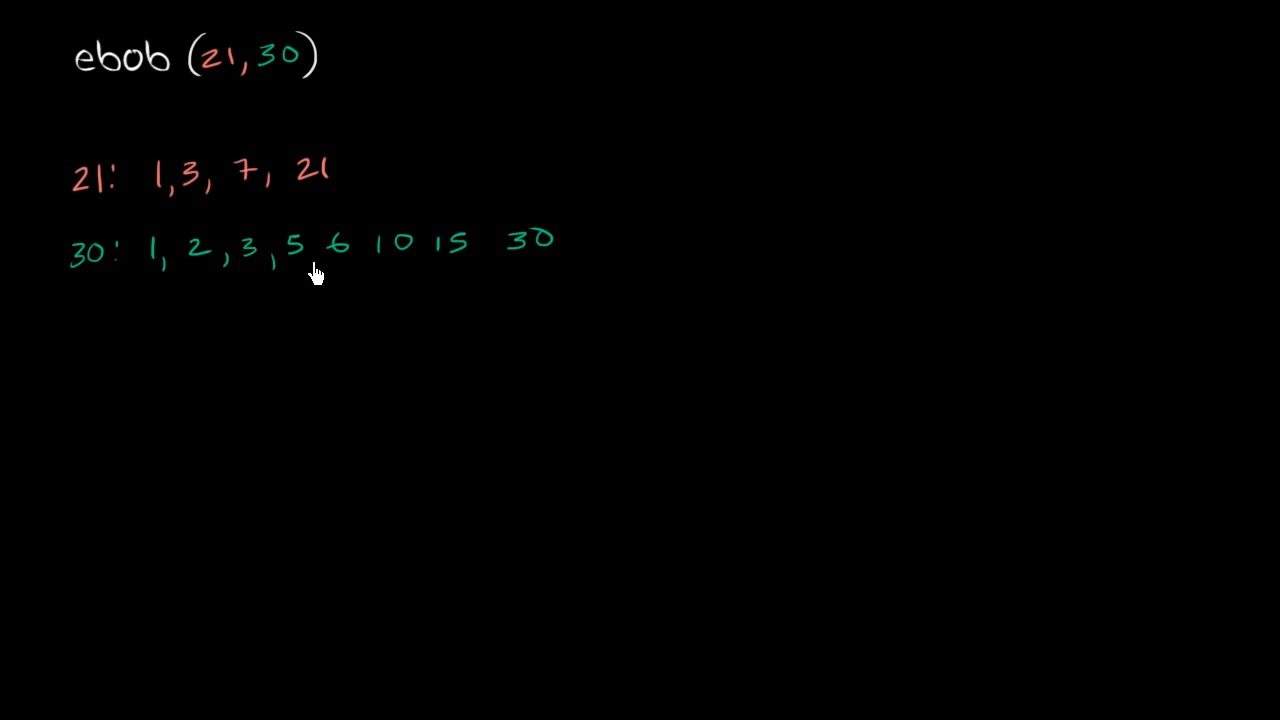 ebob (21, 30)
21: 1, 3, 7, 21
30: 1, 2, 3, 5 6 10 15 30